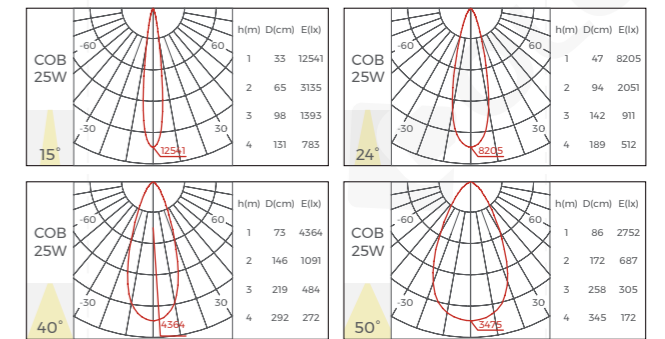 COB
25W
15°
-60
60
-30
30
12541
h(m) D(cm) E(lx)
1 33 12541
2 65 3135
3 98 1393
4 131 783
COB
25W
24°
-60
60
-30
30
8205
h(m) D(cm) E(lx)
1 47 8205
2 94 2051
3 142 911
4 189 512
COB
25W
40°
-60
60
-30
30
4364
h(m) D(cm) E(lx)
1 73 4364
2 146 1091
3 219 484
4 292 272
COB
25W
50°
-60
60
-30
30
3475
h(m) D(cm) E(lx)
1 86 2752
2 172 687
3 258 305
4 345 172